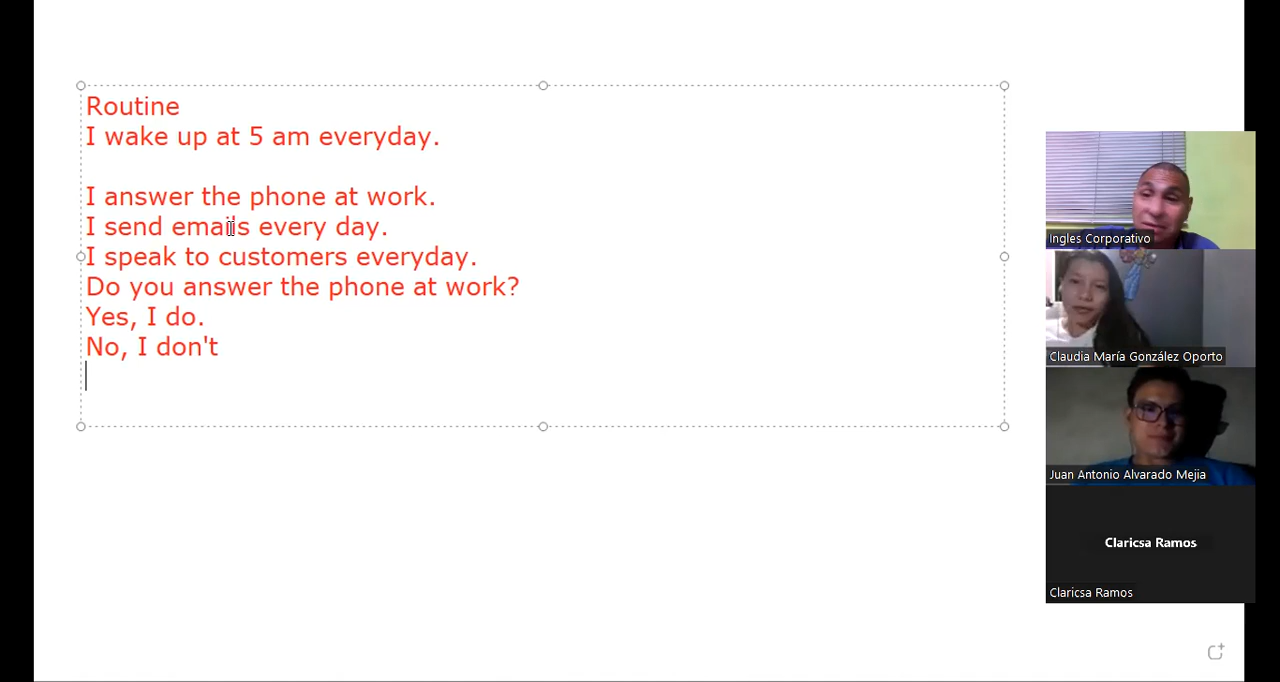 Routine
I wake up at 5 am everyday.
I answer the phone at work.
I send emails every day.
I speak to customers everyday.
Do you answer the phone at work?
Yes, I do.
No, I don't
Ingles Corporativo
Claudia María González Oporto
Juan Antonio Alvarado Mejia
Claricsa Ramos
Claricsa Ramos